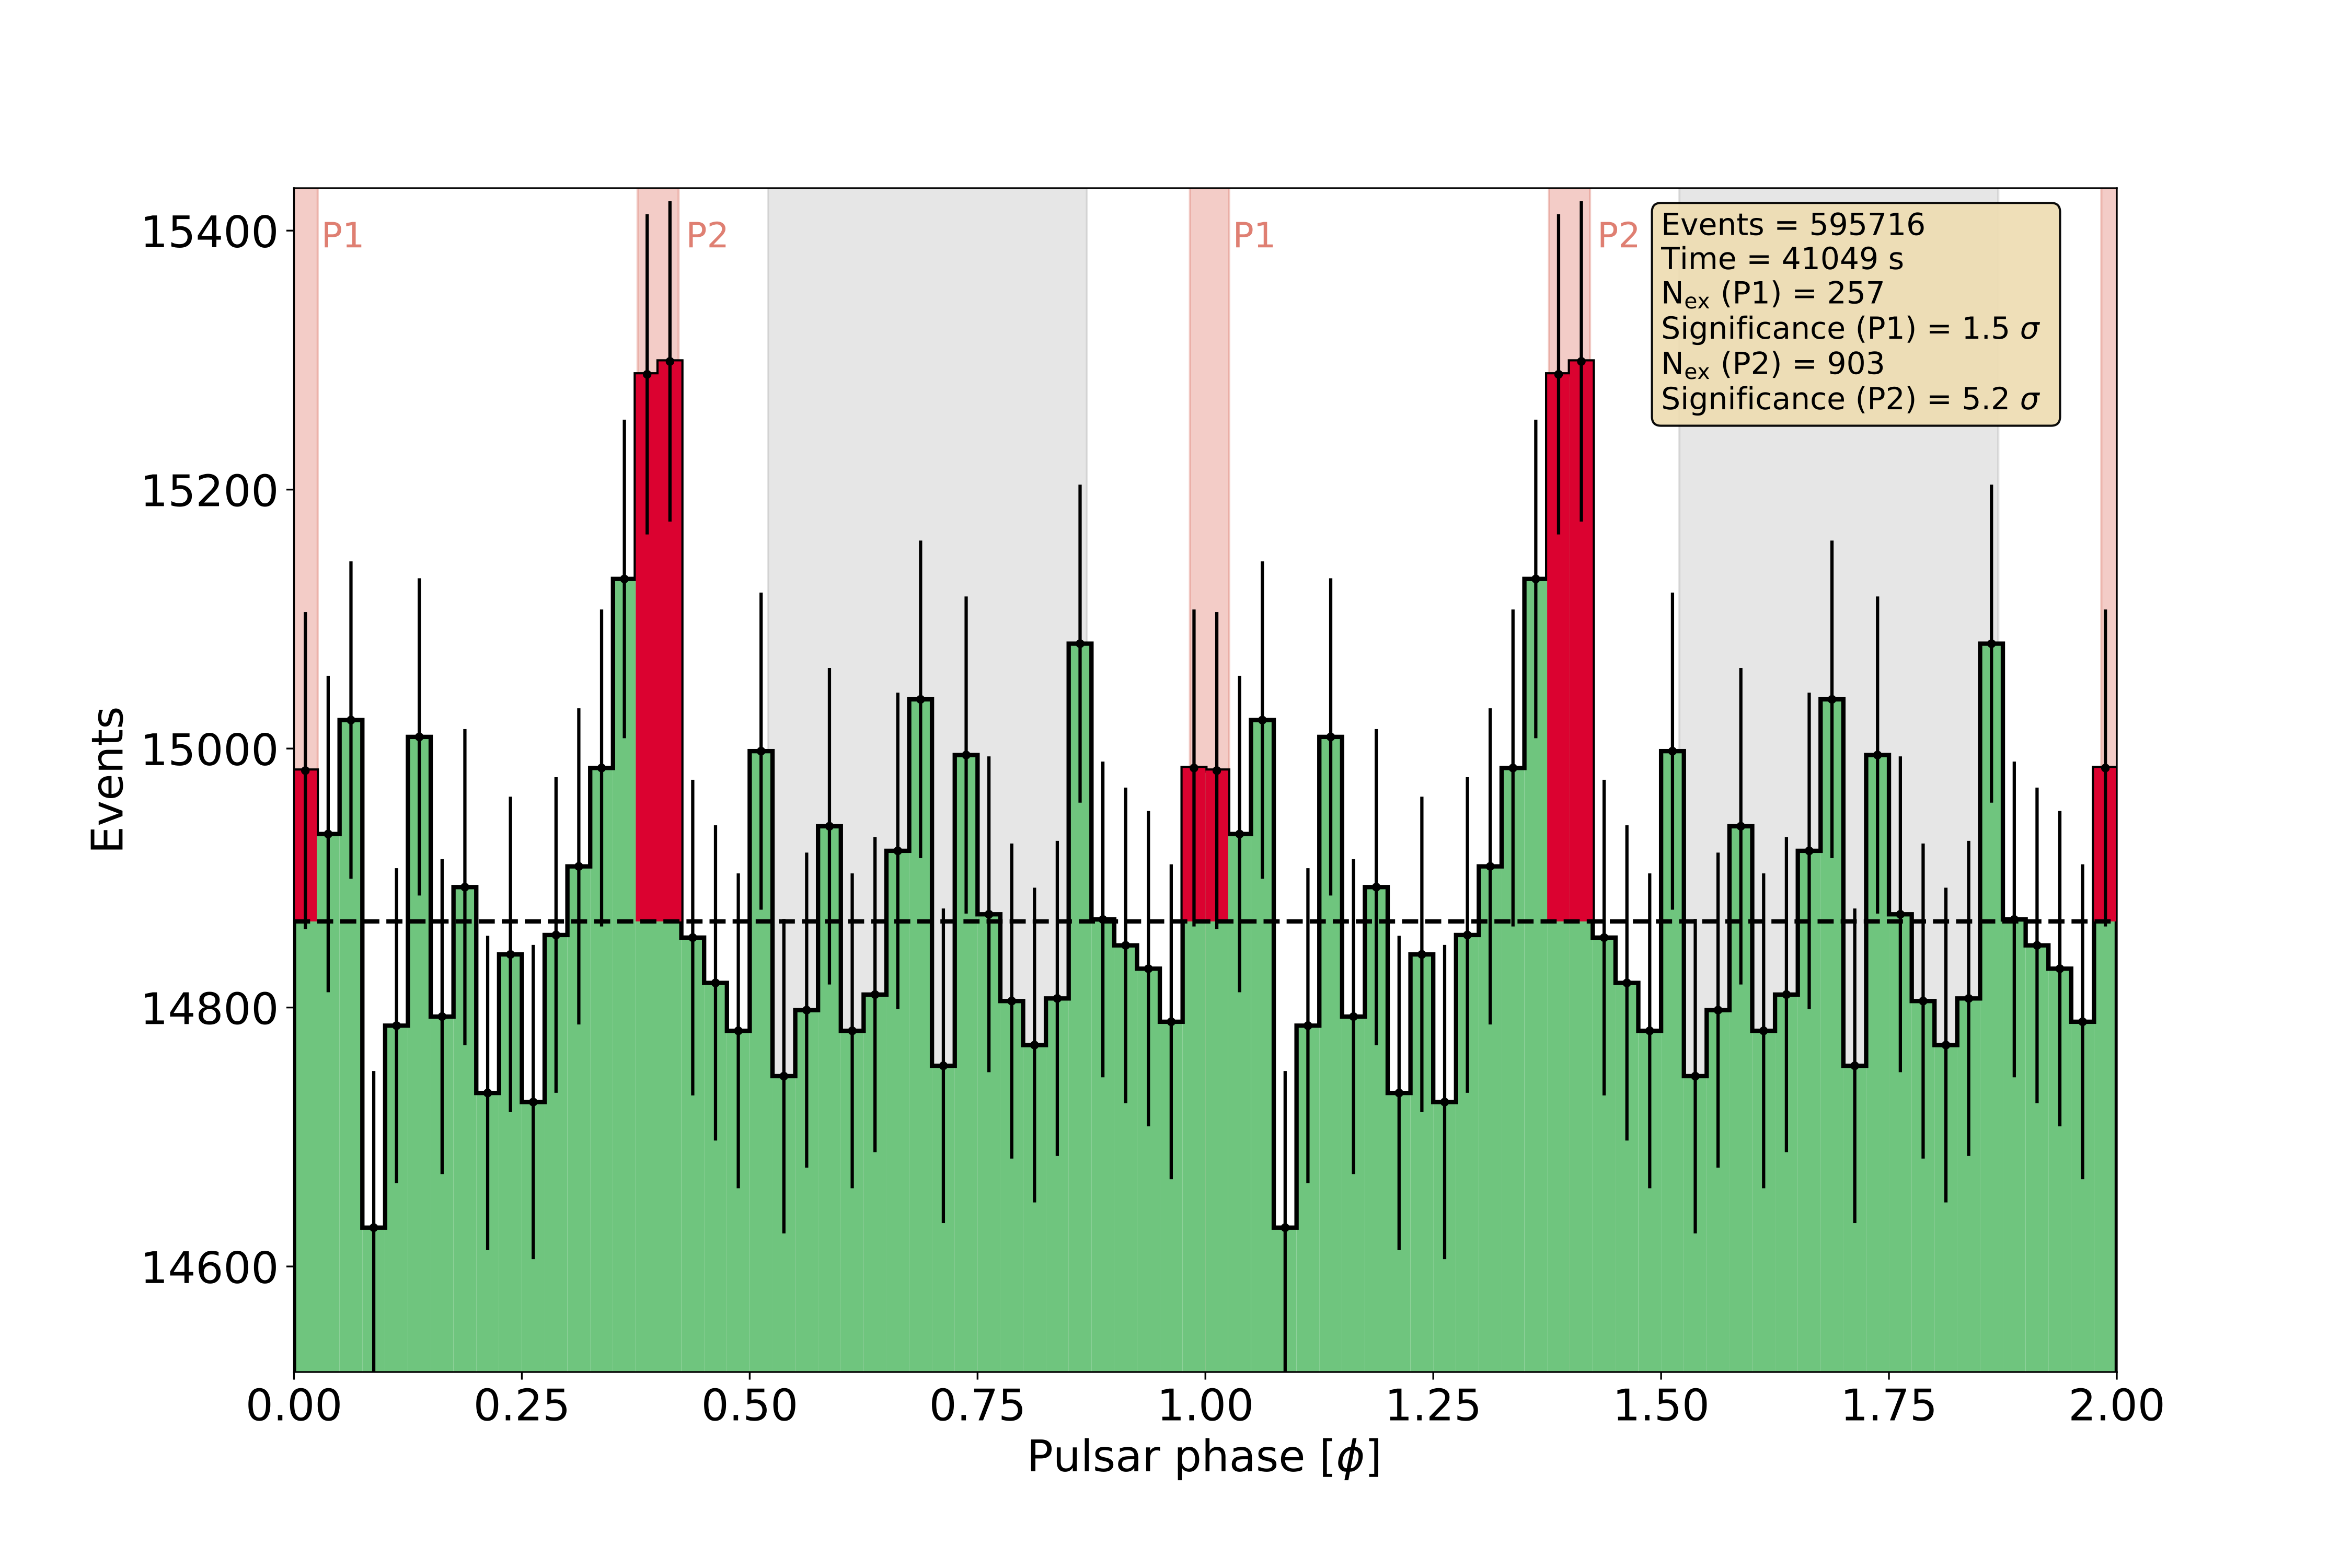 15400
15200
15000
14800
14600
Events
P1
P2
P1
P2
Events = 595716
Time = 41049 s
Nex (P1) = 257
Significance (P1) = 1.5 σ
Nex (P2) = 903
Significance (P2) = 5.2 σ
0.00 0.25 0.50 0.75 1.00 1.25 1.50 1.75 2.00
Pulsar phase [ϕ]